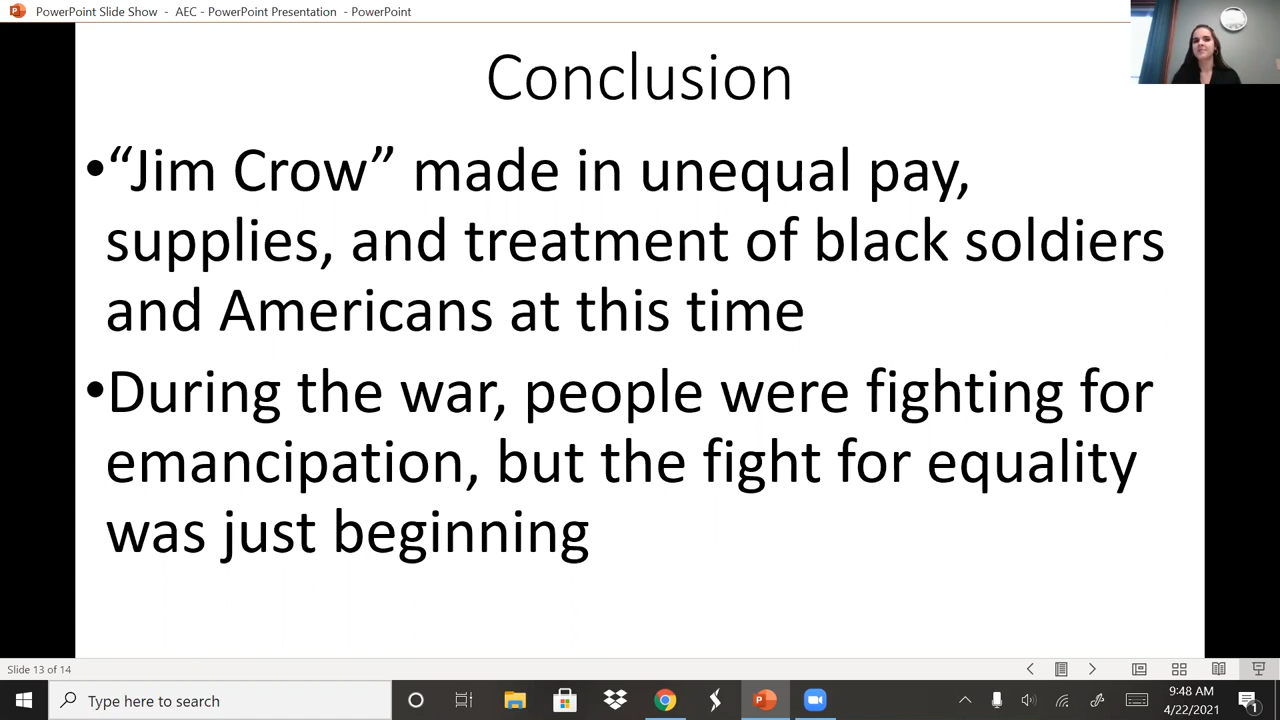 PowerPoint Slide Show - AEC - PowerPoint Presentation - PowerPoint
Conclusion
•“Jim Crow” made in unequal pay,
supplies, and treatment of black soldiers
and Americans at this time
•During the war, people were fighting for
emancipation, but the fight for equality
was just beginning
Slide 13 of 14
Type here to search
9:48 AM
4/22/2021
1